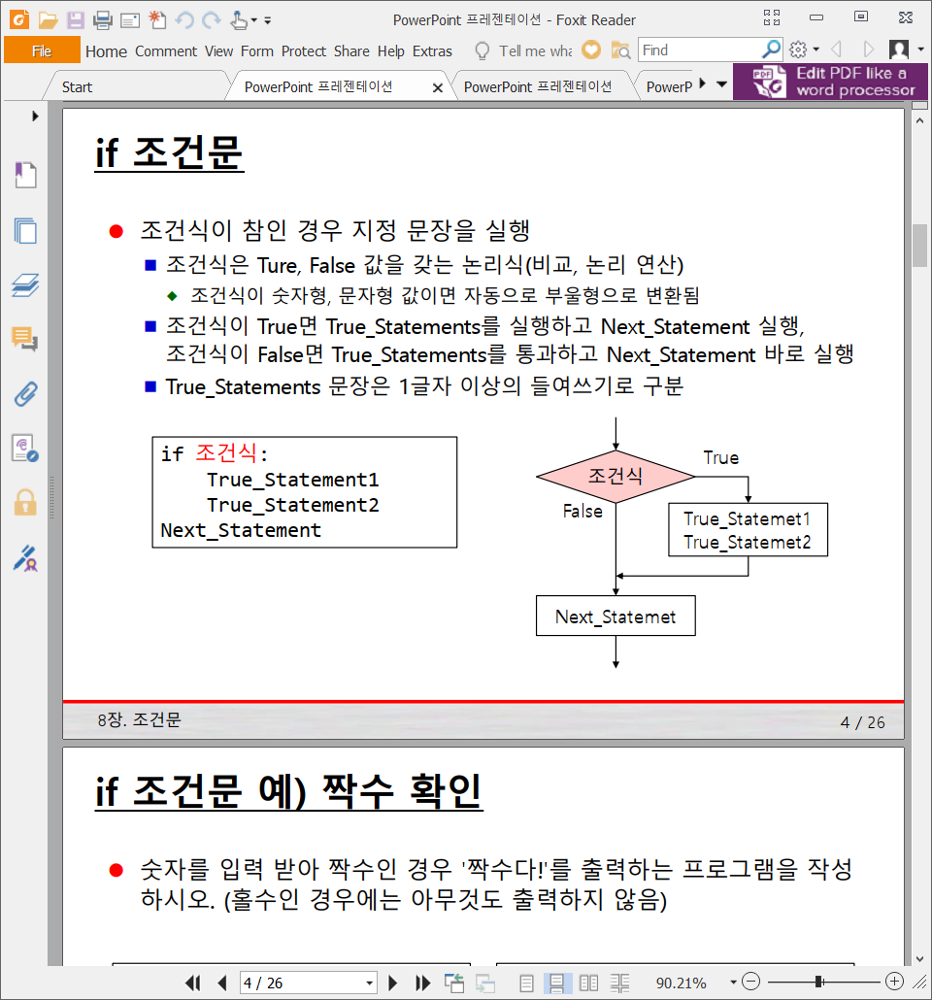 PowerPoint 프레젠테이션 - Foxit Reader
File Home Comment View Form Protect Share Help Extras Tell me wha Find
Start PowerPoint 프레젠테이션 PowerPoint 프레젠테이션 PowerP
PDF Edit PDF like a
word processor
if 조건문
조건식이 참인 경우 지정 문장을 실행
조건식은 Ture, False 값을 갖는 논리식(비교, 논리 연산)
조건식이 숫자형, 문자형 값이면 자동으로 부울형으로 변환됨
조건식이 True면 True_Statements를 실행하고 Next_Statement 실행,
조건식이 False면 True_Statements를 통과하고 Next_Statement 바로 실행
True_Statements 문장은 1글자 이상의 들여쓰기로 구분
if 조건식:
True_Statement1
True_Statement2
Next_Statement
조건식
True
False
True_Statemet1
True_Statemet2
Next_Statemet
8장. 조건문
4 / 26
if 조건문 예) 짝수 확인
숫자를 입력 받아 짝수인 경우 '짝수다!'를 출력하는 프로그램을 작성
하시오. (홀수인 경우에는 아무것도 출력하지 않음)
4 / 26
90.21%